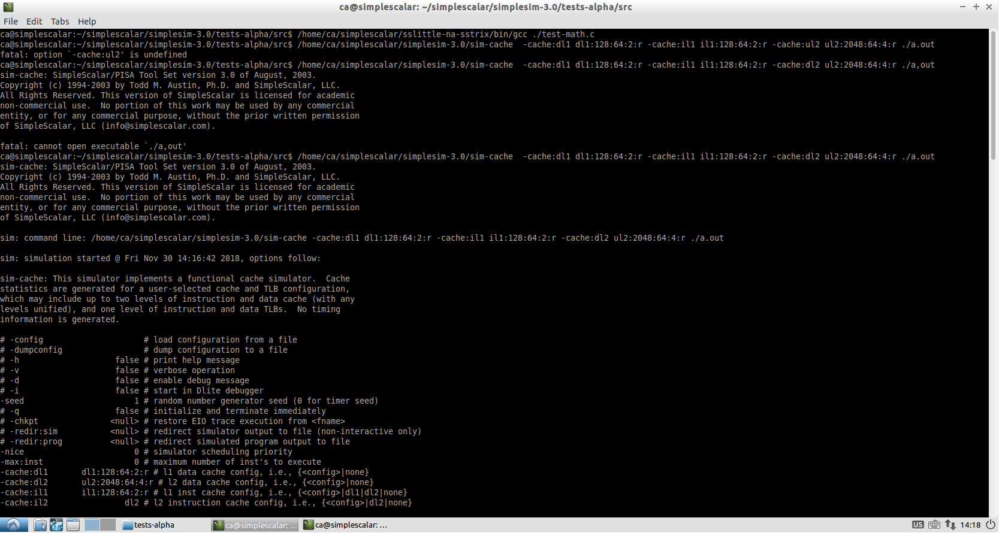 ca@simplescalar: ~/simplescalar/simplesim-3.0/tests-alpha/src
File Edit Tabs Help
ca@simplescalar:~/simplescalar/simplesim-3.0/tests-alpha/src$ /home/ca/simplescalar/sslittle-na-sstrix/bin/gcc ./test-math.c
ca@simplescalar:~/simplescalar/simplesim-3.0/tests-alpha/src$ /home/ca/simplescalar/simplesim-3.0/sim-cache  -cache:dl1 dl1:128:64:2:r -cache:il1 il1:128:64:2:r -cache:ul2 ul2:2048:64:4:r ./a.out
fatal: option `-cache:ul2' is undefined
ca@simplescalar:~/simplescalar/simplesim-3.0/tests-alpha/src$ /home/ca/simplescalar/simplesim-3.0/sim-cache  -cache:dl1 dl1:128:64:2:r -cache:il1 il1:128:64:2:r -cache:dl2 ul2:2048:64:4:r ./a,out
sim-cache: SimpleScalar/PISA Tool Set version 3.0 of August, 2003.
Copyright (c) 1994-2003 by Todd M. Austin, Ph.D. and SimpleScalar, LLC.
All Rights Reserved. This version of SimpleScalar is licensed for academic
non-commercial use.  No portion of this work may be used by any commercial
entity, or for any commercial purpose, without the prior written permission
of SimpleScalar, LLC (info@simplescalar.com).
fatal: cannot open executable `./a,out'
ca@simplescalar:~/simplescalar/simplesim-3.0/tests-alpha/src$ /home/ca/simplescalar/simplesim-3.0/sim-cache  -cache:dl1 dl1:128:64:2:r -cache:il1 il1:128:64:2:r -cache:dl2 ul2:2048:64:4:r ./a.out
sim-cache: SimpleScalar/PISA Tool Set version 3.0 of August, 2003.
Copyright (c) 1994-2003 by Todd M. Austin, Ph.D. and SimpleScalar, LLC.
All Rights Reserved. This version of SimpleScalar is licensed for academic
non-commercial use.  No portion of this work may be used by any commercial
entity, or for any commercial purpose, without the prior written permission
of SimpleScalar, LLC (info@simplescalar.com).
sim: command line: /home/ca/simplescalar/simplesim-3.0/sim-cache -cache:dl1 dl1:128:64:2:r -cache:il1 il1:128:64:2:r -cache:dl2 ul2:2048:64:4:r ./a.out
sim: simulation started @ Fri Nov 30 14:16:42 2018, options follow:
sim-cache: This simulator implements a functional cache simulator.  Cache
statistics are generated for a user-selected cache and TLB configuration,
which may include up to two levels of instruction and data cache (with any
levels unified), and one level of instruction and data TLBs.  No timing
information is generated.
# -config                     # load configuration from a file
# -dumpconfig                 # dump configuration to a file
# -h                    false # print help message
# -v                    false # verbose operation
# -d                    false # enable debug message
# -i                    false # start in Dlite debugger
-seed                       1 # random number generator seed (0 for timer seed)
# -q                    false # initialize and terminate immediately
# -chkpt               <null> # restore EIO trace execution from <fname>
# -redir:sim           <null> # redirect simulator output to file (non-interactive only)
# -redir:prog          <null> # redirect simulated program output to file
-nice                       0 # simulator scheduling priority
-max:inst                   0 # maximum number of inst's to execute
-cache:dl1       dl1:128:64:2:r # l1 data cache config, i.e., {<config>|none}
-cache:dl2       ul2:2048:64:4:r # l2 data cache config, i.e., {<config>|none}
-cache:il1       il1:128:64:2:r # l1 inst cache config, i.e., {<config>|dl1|dl2|none}
-cache:il2                dl2 # l2 instruction cache config, i.e., {<config>|dl2|none}
tests-alpha ca@simplescalar: ... ca@simplescalar: ... US 14:18